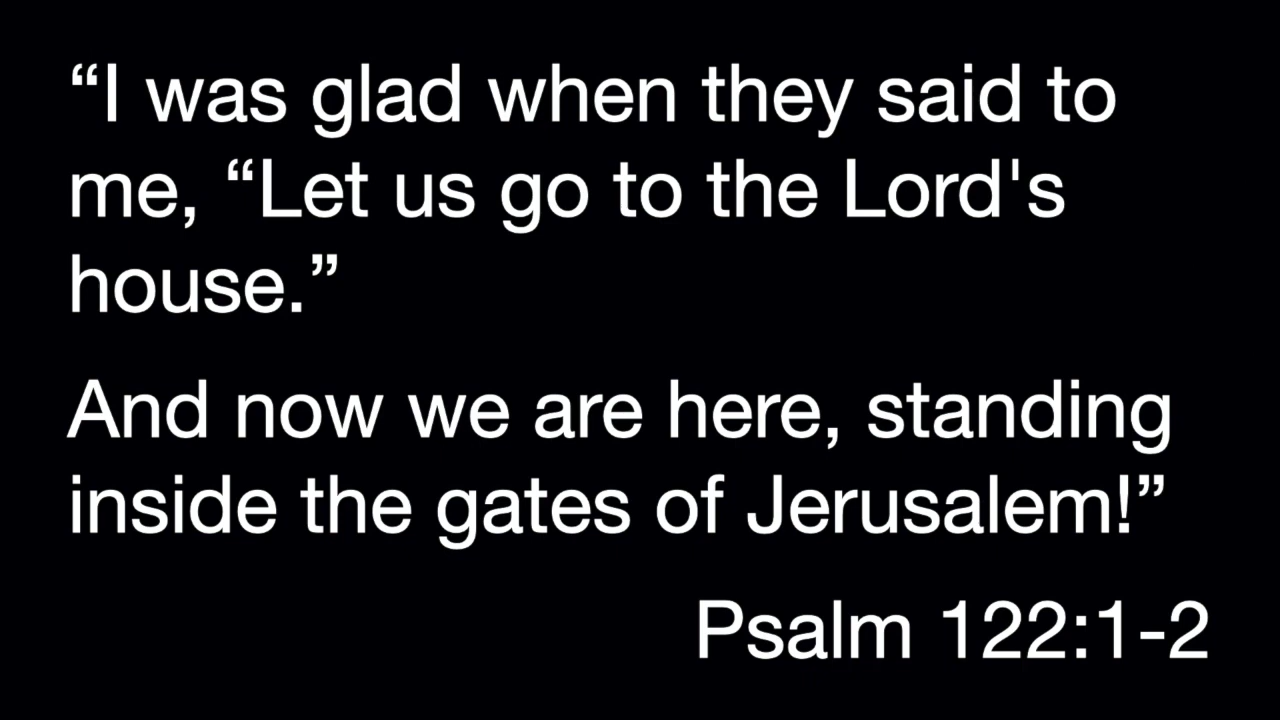 “I was glad when they said to
me, “Let us go to the Lord's
house.”
And now we are here, standing
inside the gates of Jerusalem!”
Psalm 122:1-2